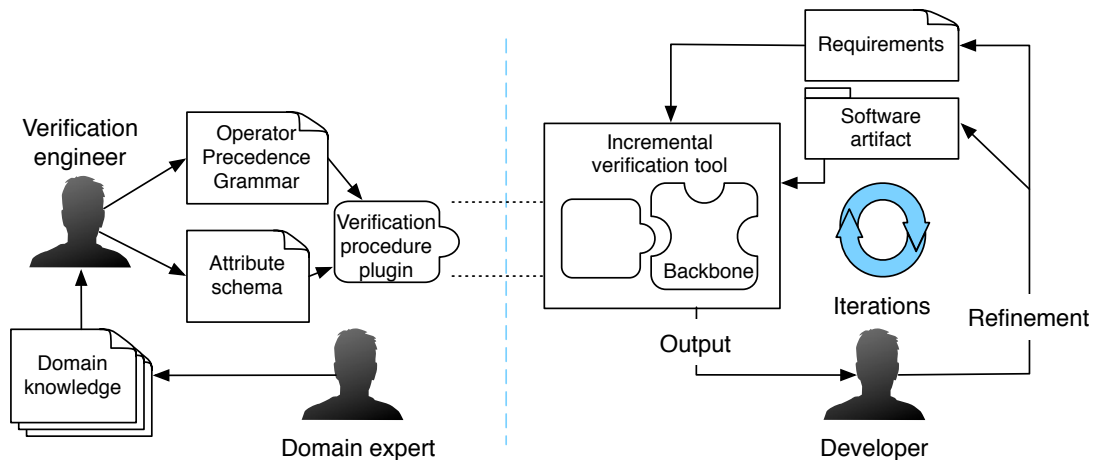 Verification
engineer
Operator
Precedence
Grammar
Attribute
schema
Verification
procedure
plugin
Domain
knowledge
Domain expert
Requirements
Software
artifact
Incremental
verification tool
Backbone
Iterations
Output
Refinement
Developer